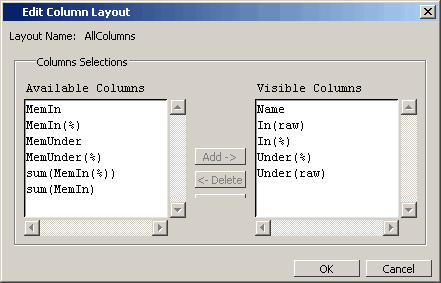 Edit Column Layout
Layout Name: AllColumns
Columns Selections
Available Columns
MemIn
MemIn(%)
MemUnder
MemUnder(%)
sum(MemIn(%))
sum(MemIn)
Add ->
<- Delete
Visible Columns
Name
In(raw)
In(%)
Under(%)
Under(raw)
OK
Cancel